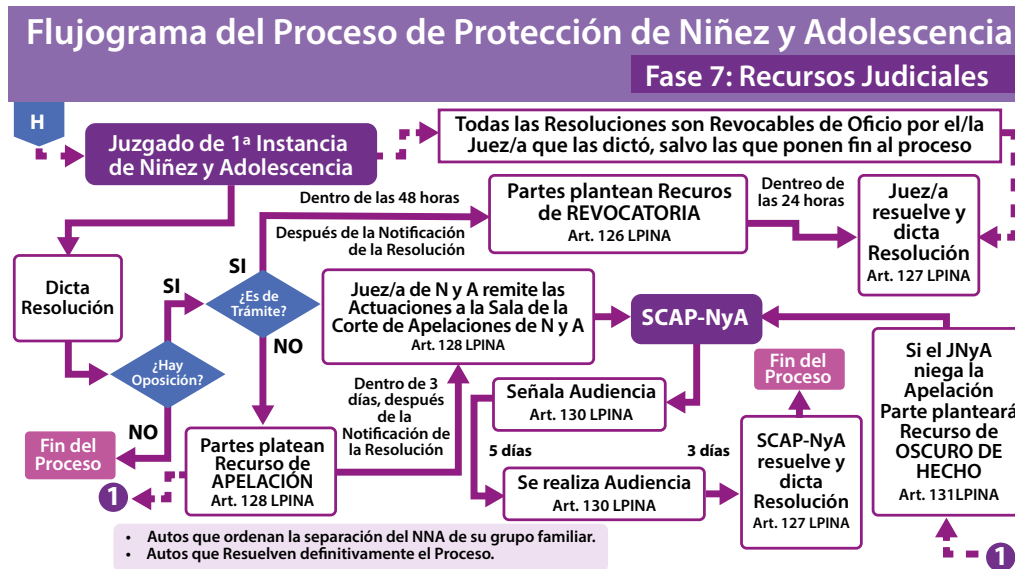 Flujograma del Proceso de Protección de Niñez y Adolescencia
Fase 7: Recursos Judiciales
H
Juzgado de 1ª Instancia
de Niñez y Adolescencia
Todas las Resoluciones son Revocables de Oficio por el/la
Juez/a que las dictó, salvo las que ponen fin al proceso
Dentro de las 48 horas
Después de la Notificación
de la Resolución
Partes plantean Recuros
de REVOCATORIA
Art. 126 LPINA
Dentreo de
las 24 horas
Juez/a
resuelve y
dicta
Resolución
Art. 127 LPINA
Dicta
Resolución
SI
SI
¿Es de
Trámite?
NO
¿Hay
Oposición?
NO
Fin del
Proceso
1
Juez/a de N y A remite las
Actuaciones a la Sala de la
Corte de Apelaciones de N y A
Art. 128 LPINA
SCAP-NyA
Dentro de 3
días, después
de la
Notificación de
la Resolución
Partes platean
Recurso de
APELACIÓN
Art. 128 LPINA
Señala Audiencia
Art. 130 LPINA
5 días
Se realiza Audiencia
Art. 130 LPINA
3 días
Fin del
Proceso
SCAP-NyA
resuelve y
dicta
Resolución
Art. 127 LPINA
Si el JNyA
niega la
Apelación
Parte planteará
Recurso de
OSCURO DE
HECHO
Art. 131LPINA
1
• Autos que ordenan la separación del NNA de su grupo familiar.
• Autos que Resuelven definitivamente el Proceso.